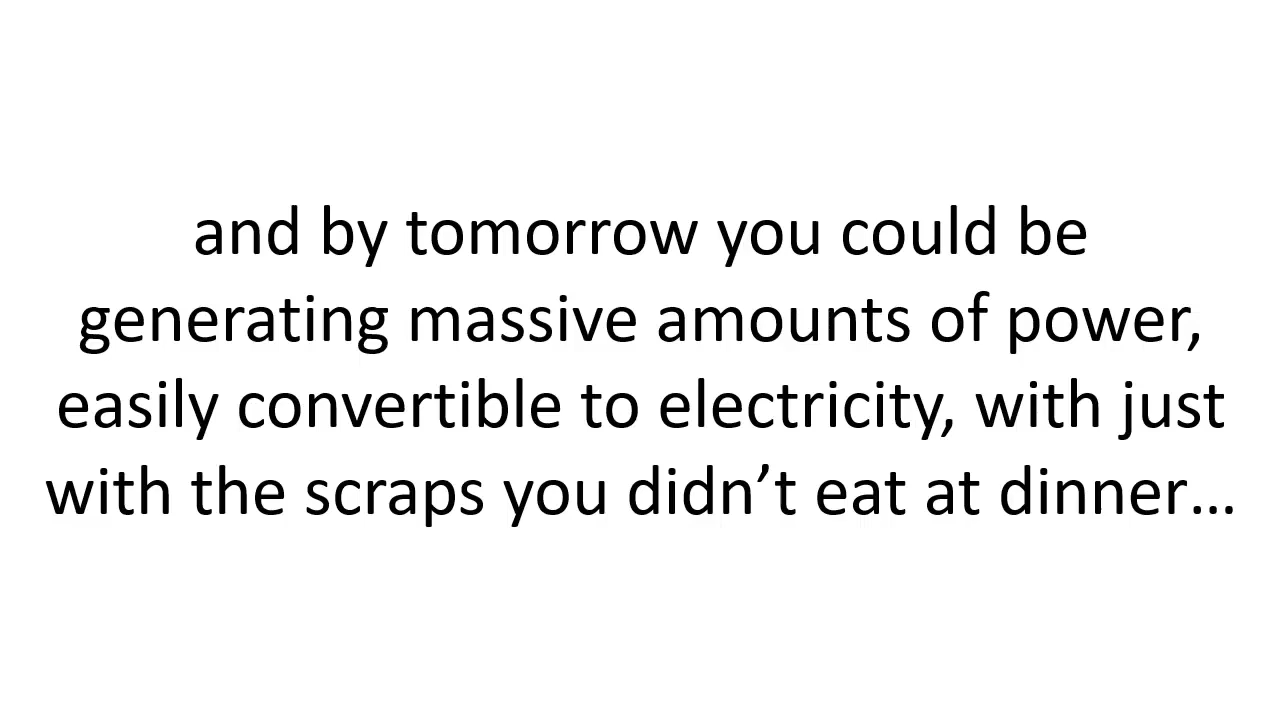 and by tomorrow you could be
generating massive amounts of power,
easily convertible to electricity, with just
with the scraps you didn’t eat at dinner…